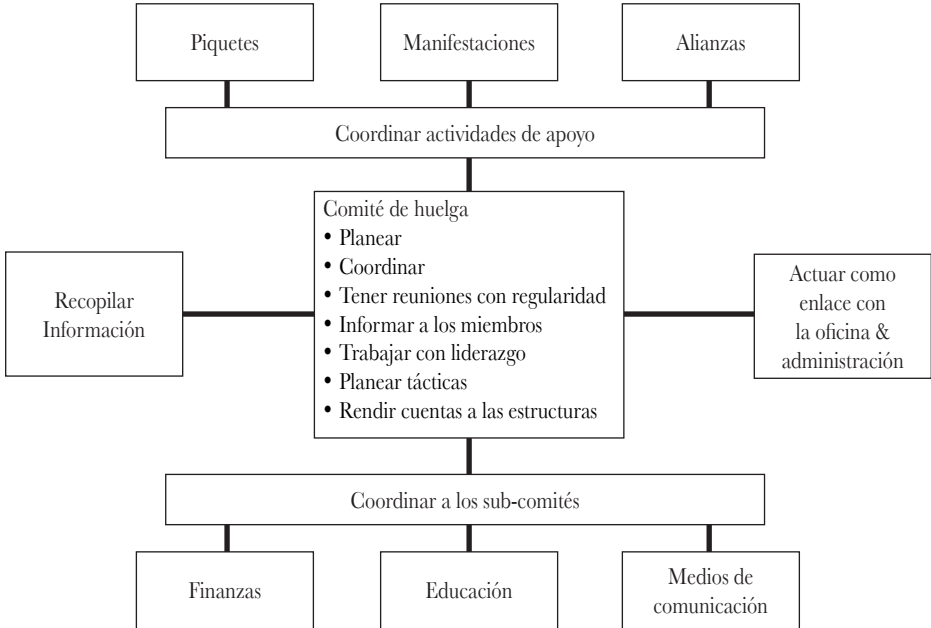 Piquetes
Manifestaciones
Alianzas
Coordinar actividades de apoyo
Comité de huelga
• Planear
• Coordinar
• Tener reuniones con regularidad
• Informar a los miembros
• Trabajar con liderazgo
• Planear tácticas
• Rendir cuentas a las estructuras
Recopilar
Información
Actuar como
enlace con
la oficina &
administración
Coordinar a los sub-comités
Finanzas
Educación
Medios de
comunicación